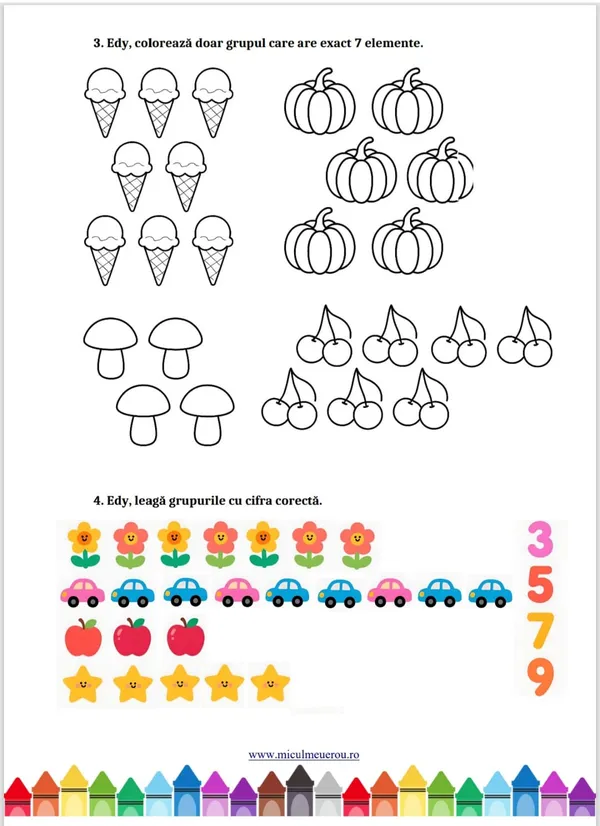 3. Edy, colorează doar grupul care are exact 7 elemente.
4. Edy, leagă grupurile cu cifra corectă.
3
5
7
9
www.miculmeuerou.ro